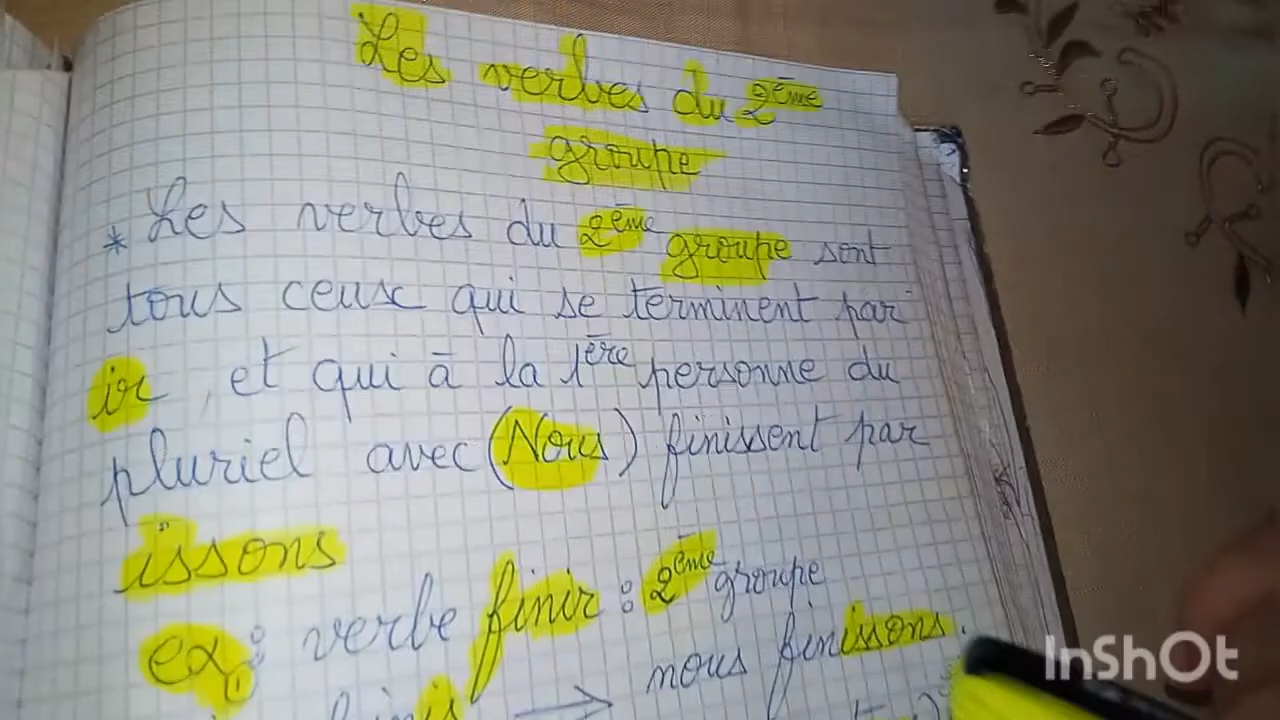 Les verbes du 2ème
groupe
* Les verbes du 2ème groupe sont
tous ceux qui se terminent par
ir, et qui à la 1ère personne du
pluriel avec (Nous) finissent par
issons
ex: verbe finir : 2ème groupe
nous finissons.
finis →
InShOt